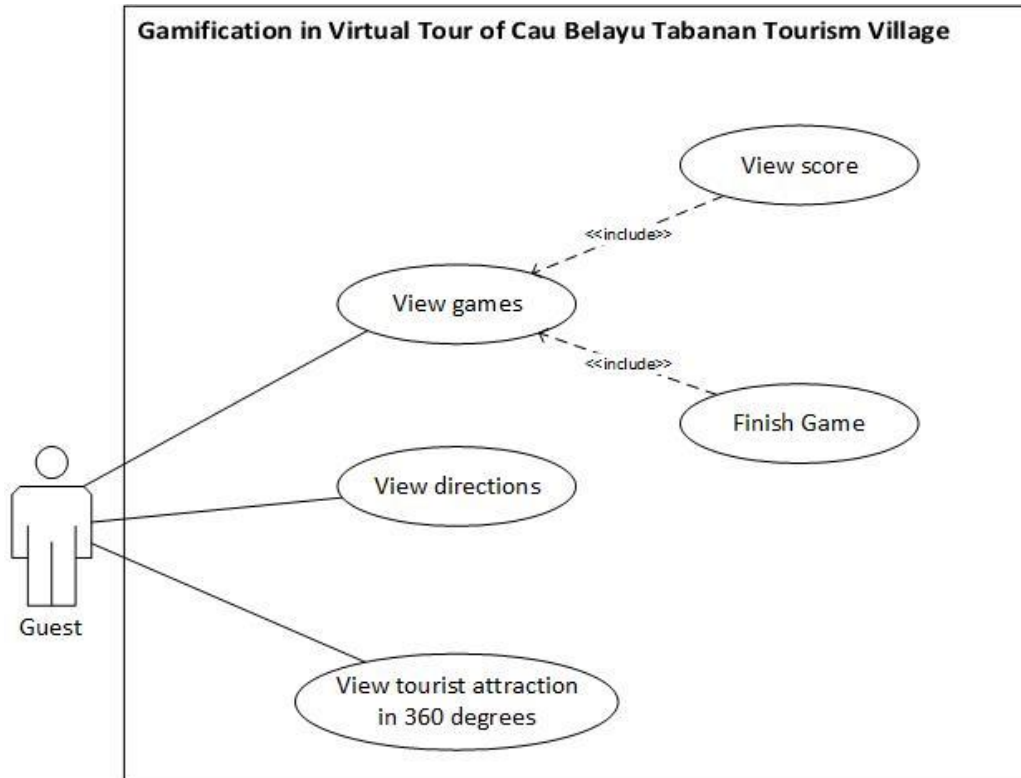 Gamification in Virtual Tour of Cau Belayu Tabanan Tourism Village
View score
<<include>>
View games
<<include>>
Finish Game
View directions
Guest
View tourist attraction
in 360 degrees